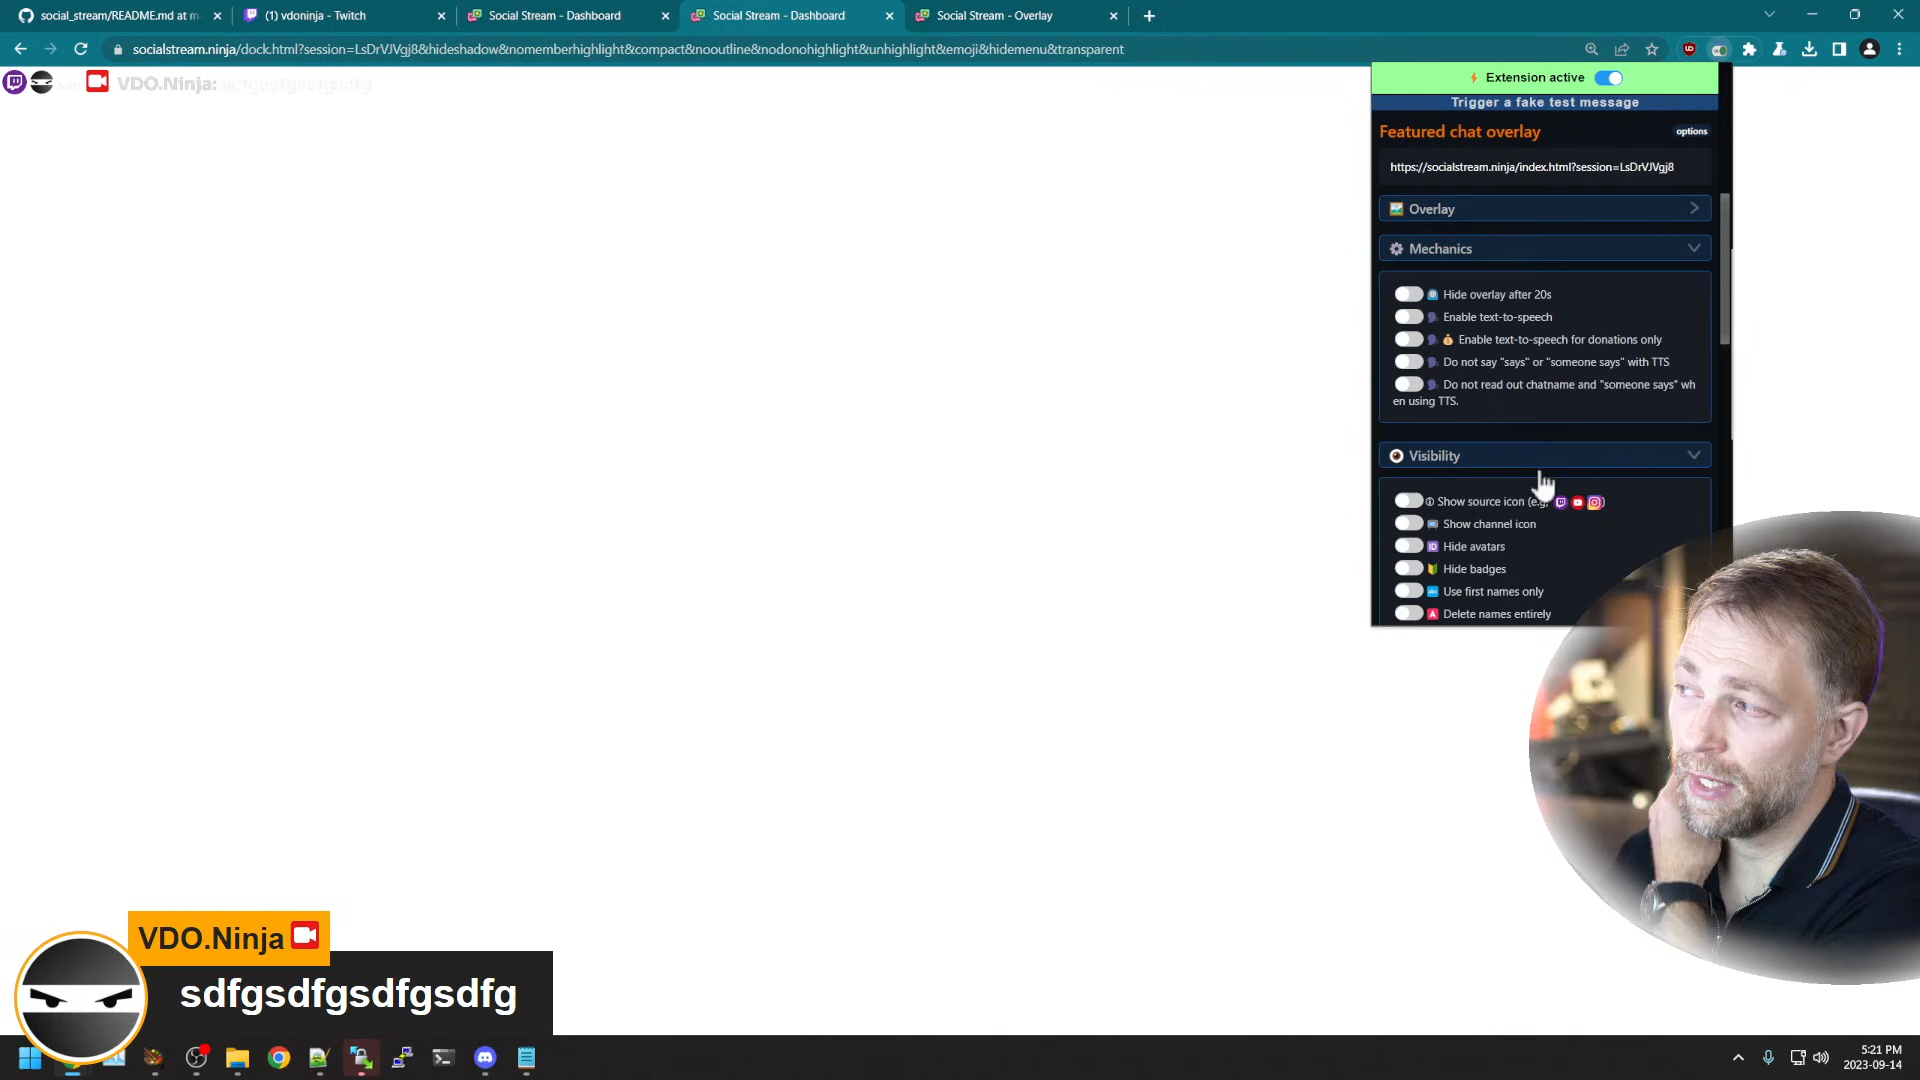 social_stream/README.md at m
(1) vdoninja - Twitch
Social Stream - Dashboard
Social Stream - Dashboard
Social Stream - Overlay
socialstream.ninja/dock.html?session=LsDrVJVgj8&hideshadow&nomemberhighlight&compact&nooutline&nodonohighlight&unhighlight&emoji&hidemenu&transparent
VDO.Ninja: sdfgsdfgsdfgsdfg
Extension active
Trigger a fake test message
Featured chat overlay
options
https://socialstream.ninja/index.html?session=LsDrVJVgj8
Overlay
Mechanics
Hide overlay after 20s
Enable text-to-speech
Enable text-to-speech for donations only
Do not say "says" or "someone says" with TTS
Do not read out chatname and "someone says" wh
en using TTS.
Visibility
Show source icon (e.g.
Show channel icon
Hide avatars
Hide badges
Use first names only
Delete names entirely
VDO.Ninja
sdfgsdfgsdfgsdfg
5:21 PM
2023-09-14